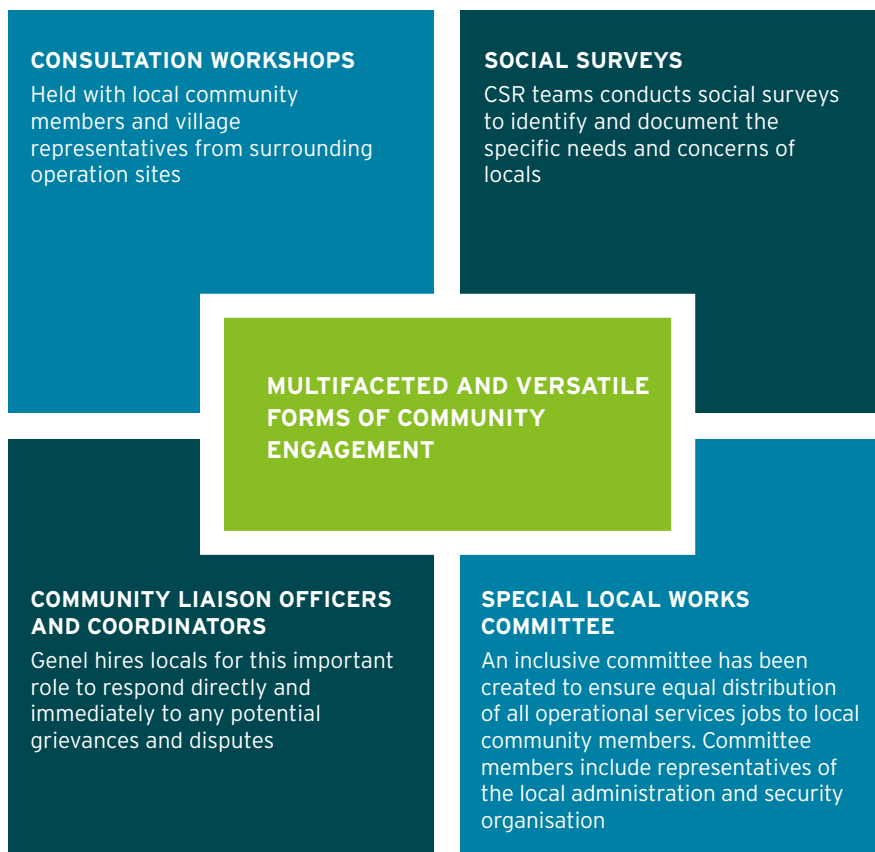 CONSULTATION WORKSHOPS
Held with local community
members and village
representatives from surrounding
operation sites
SOCIAL SURVEYS
CSR teams conducts social surveys
to identify and document the
specific needs and concerns of
locals
MULTIFACETED AND VERSATILE
FORMS OF COMMUNITY
ENGAGEMENT
COMMUNITY LIAISON OFFICERS
AND COORDINATORS
Genel hires locals for this important
role to respond directly and
immediately to any potential
grievances and disputes
SPECIAL LOCAL WORKS
COMMITTEE
An inclusive committee has been
created to ensure equal distribution
of all operational services jobs to local
community members. Committee
members include representatives of
the local administration and security
organisation